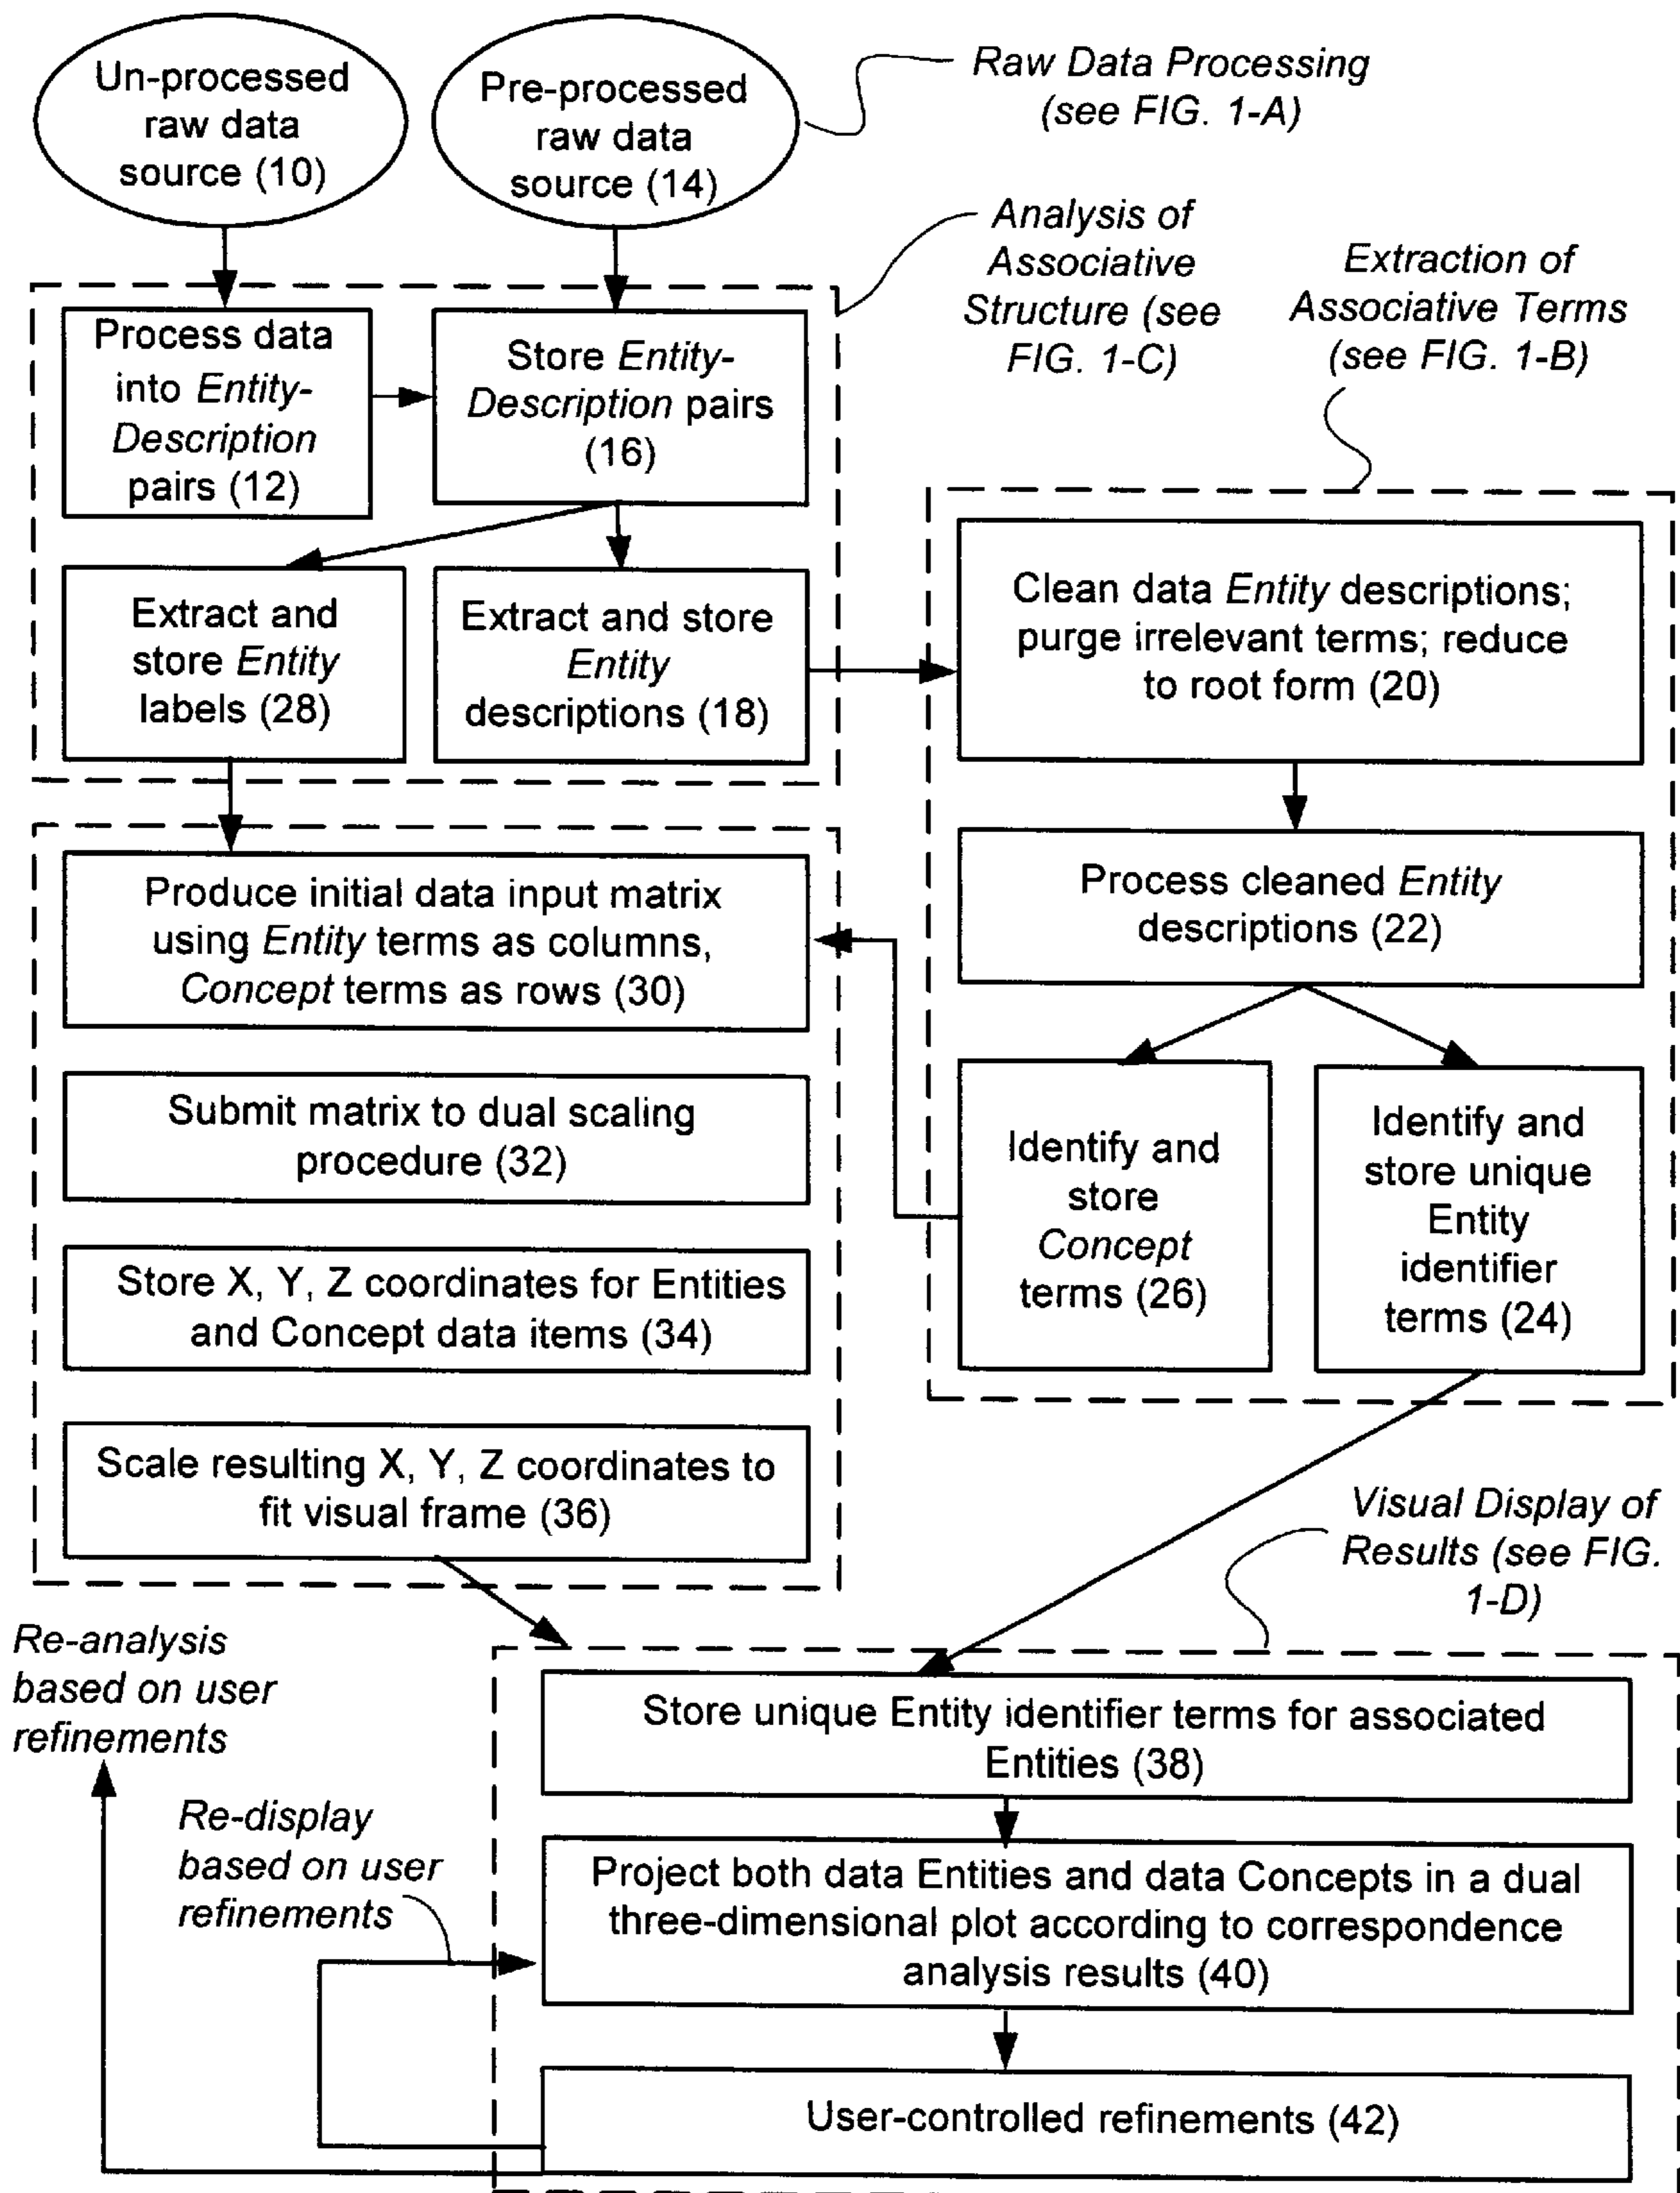 Un-processed
raw data
source (10)
Pre-processed
raw data
source (14)
Raw Data Processing
(see FIG. 1-A)
Analysis of
Associative
Structure (see
FIG. 1-C)
Extraction of
Associative Terms
(see FIG. 1-B)
Process data
into Entity-
Description
pairs (12)
Store Entity-
Description pairs
(16)
Extract and
store Entity
labels (28)
Extract and store
Entity
descriptions (18)
Clean data Entity descriptions;
purge irrelevant terms; reduce
to root form (20)
Process cleaned Entity
descriptions (22)
Produce initial data input matrix
using Entity terms as columns,
Concept terms as rows (30)
Submit matrix to dual scaling
procedure (32)
Identify and
store
Concept
terms (26)
Identify and
store unique
Entity
identifier
terms (24)
Store X, Y, Z coordinates for Entities
and Concept data items (34)
Scale resulting X, Y, Z coordinates to
fit visual frame (36)
Visual Display of
Results (see FIG.
1-D)
Re-analysis
based on user
refinements
Store unique Entity identifier terms for associated
Entities (38)
Re-display
based on user
refinements
Project both data Entities and data Concepts in a dual
three-dimensional plot according to correspondence
analysis results (40)
User-controlled refinements (42)